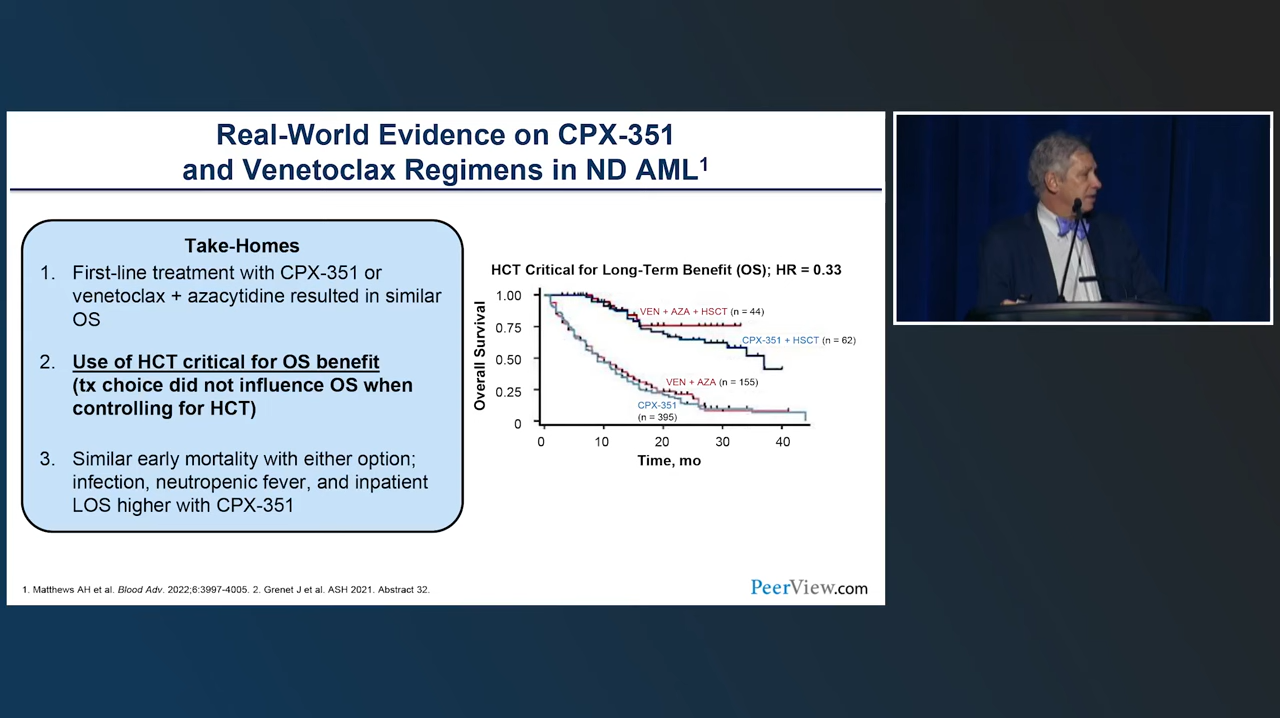 Real-World Evidence on CPX-351
and Venetoclax Regimens in ND AML1
Take-Homes
1. First-line treatment with CPX-351 or
venetoclax + azacytidine resulted in similar
OS
2. Use of HCT critical for OS benefit
(tx choice did not influence OS when
controlling for HCT)
3. Similar early mortality with either option;
infection, neutropenic fever, and inpatient
LOS higher with CPX-351
HCT Critical for Long-Term Benefit (OS); HR = 0.33
Overall Survival
1.00
0.75
0.50
0.25
0
VEN + AZA + HSCT (n = 44)
CPX-351 + HSCT (n = 62)
VEN + AZA (n = 155)
CPX-351
(n = 395)
0 10 20 30 40
Time, mo
1. Matthews AH et al. Blood Adv. 2022;6:3997-4005. 2. Grenet J et al. ASH 2021. Abstract 32.
PeerView.com